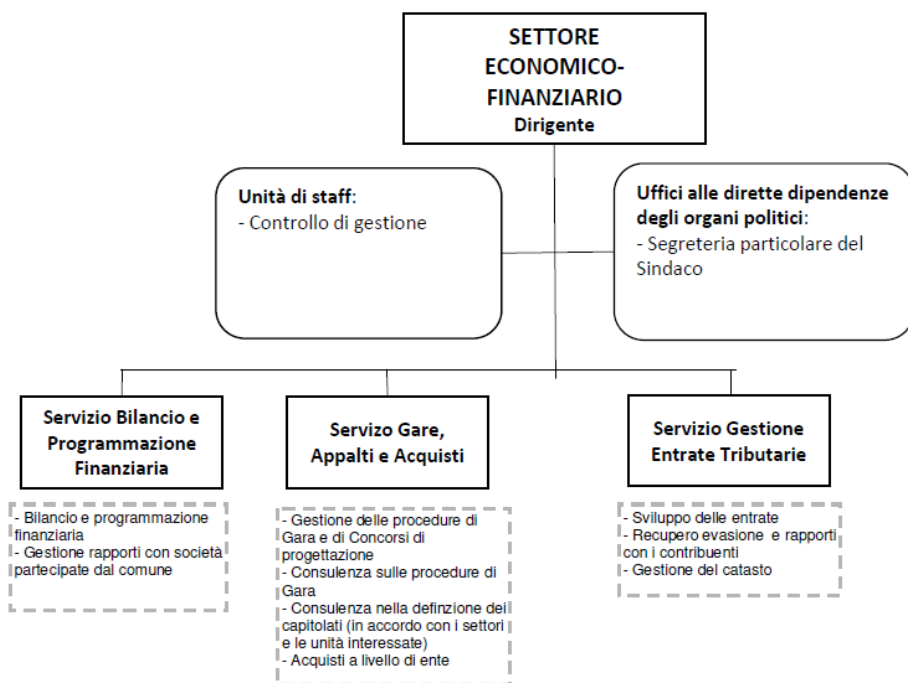 SETTORE
ECONOMICO-
FINANZIARIO
Dirigente
Unità di staff:
- Controllo di gestione
Uffici alle dirette dipendenze
degli organi politici:
- Segreteria particolare del
Sindaco
Servizio Bilancio e
Programmazione
Finanziaria
Servizo Gare,
Appalti e Acquisti
Servizio Gestione
Entrate Tributarie
- Bilancio e programmazione
finanziaria
- Gestione rapporti con società
partecipate dal comune
- Gestione delle procedure di
Gara e di Concorsi di
progettazione
- Consulenza sulle procedure di
Gara
- Consulenza nella definzione dei
capitolati (in accordo con i settori
e le unità interessate)
- Acquisti a livello di ente
- Sviluppo delle entrate
- Recupero evasione e rapporti
con i contribuenti
- Gestione del catasto